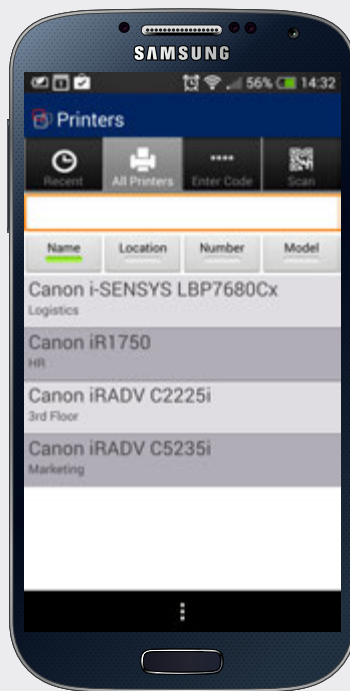 SAMSUNG
56% 14:32
Printers
Recent All Printers Enter Code Scan
Name Location Number Model
Canon i-SENSYS LBP7680Cx
Logistics
Canon iR1750
HR
Canon iRADV C2225i
3rd Floor
Canon iRADV C5235i
Marketing